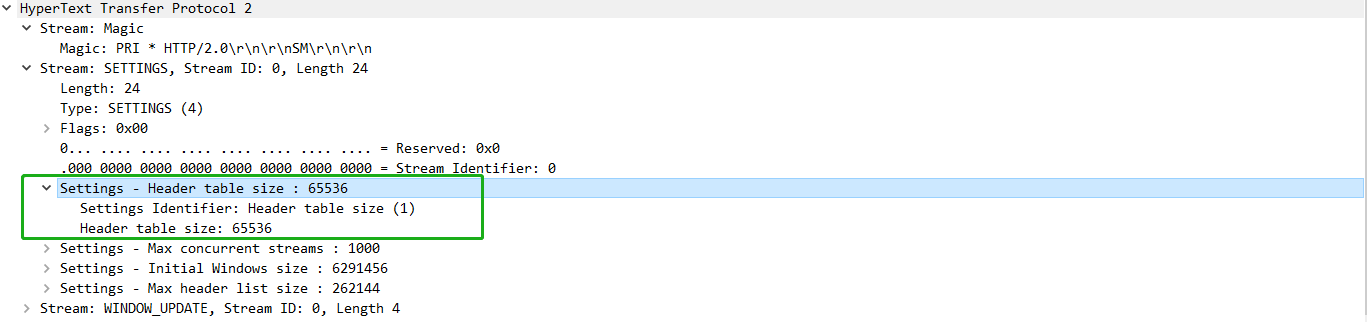 HyperText Transfer Protocol 2
Stream: Magic
Magic: PRI * HTTP/2.0\r\n\r\nSM\r\n\r\n
Stream: SETTINGS, Stream ID: 0, Length 24
Length: 24
Type: SETTINGS (4)
Flags: 0x00
0... .... .... .... .... .... .... .... = Reserved: 0x0
.000 0000 0000 0000 0000 0000 0000 0000 = Stream Identifier: 0
Settings - Header table size : 65536
Settings Identifier: Header table size (1)
Header table size: 65536
Settings - Max concurrent streams : 1000
Settings - Initial Windows size : 6291456
Settings - Max header list size : 262144
Stream: WINDOW_UPDATE, Stream ID: 0, Length 4